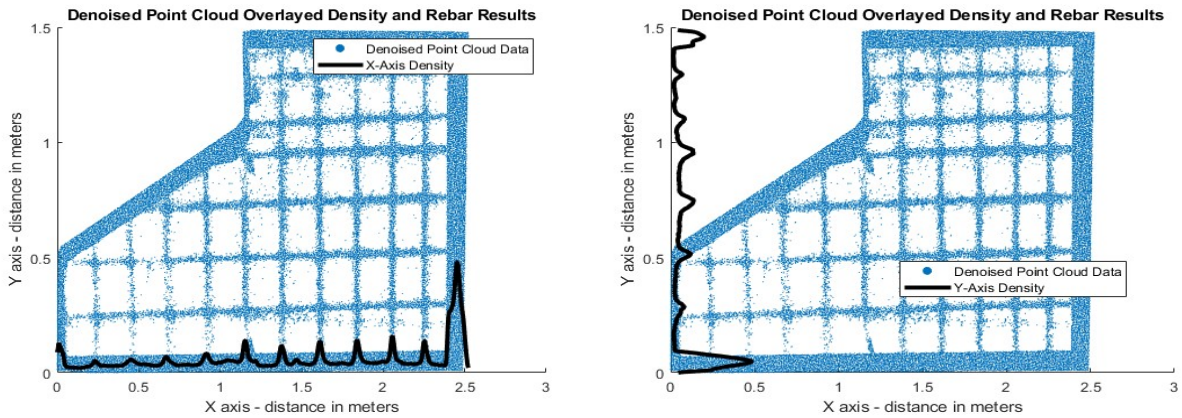 Denoised Point Cloud Overlayed Density and Rebar Results
1.5
Denoised Point Cloud Data
X-Axis Density
1
Y axis - distance in meters
0.5
0
0 0.5 1 1.5 2 2.5 3
X axis - distance in meters
Denoised Point Cloud Overlayed Density and Rebar Results
1.5
1
Y axis - distance in meters
0.5
Denoised Point Cloud Data
Y-Axis Density
0
0 0.5 1 1.5 2 2.5 3
X axis - distance in meters